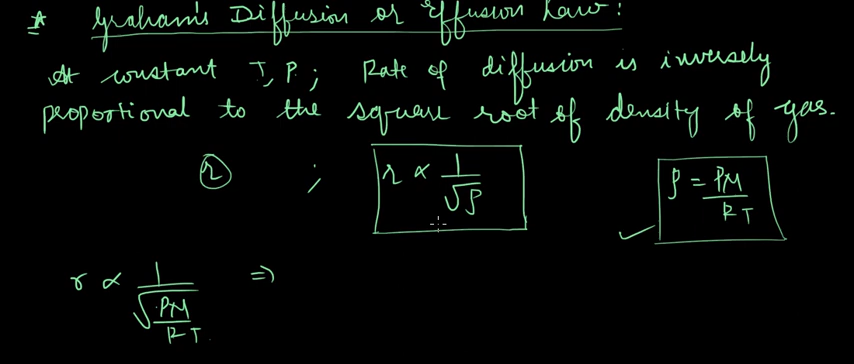 * Graham's Diffusion or Effusion Law:
At constant T, P; Rate of diffusion is inversely
proportional to the square root of density of gas.
r ; r ∝ 1/√ρ ρ = PM/RT ✓
r ∝ 1/√(PM/RT) ⇒